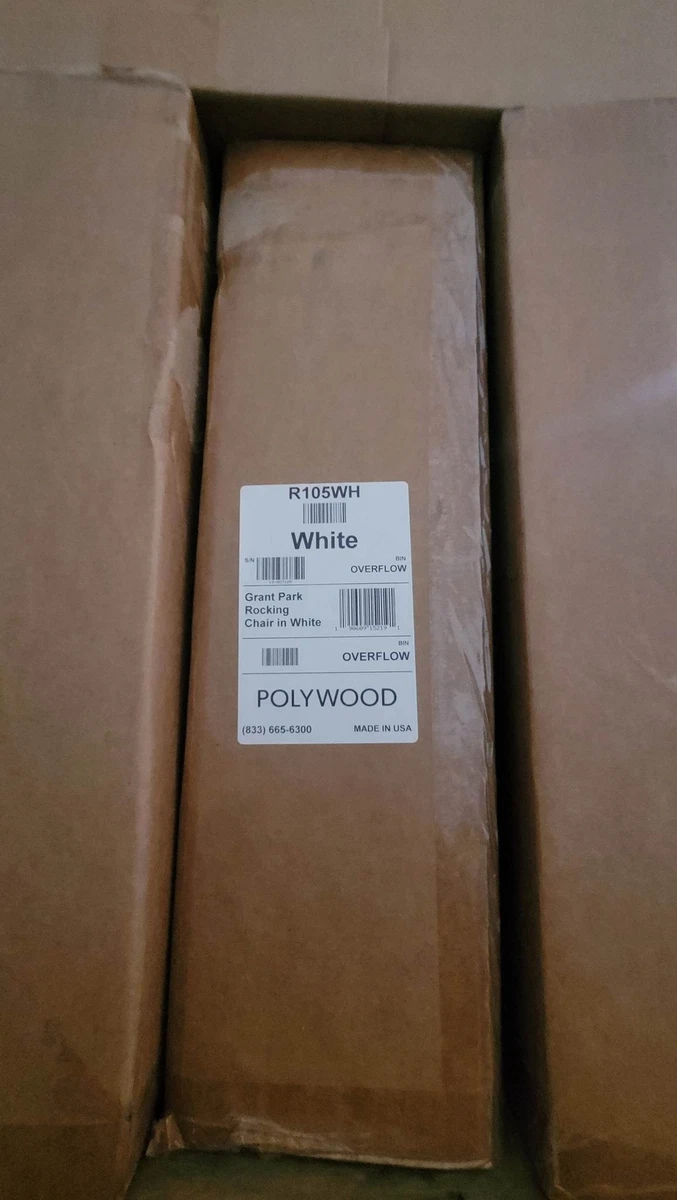 R105WH
White
S/N
BIN
OVERFLOW
Grant Park
Rocking
Chair in White
BIN
OVERFLOW
POLYWOOD
(833) 665-6300 MADE IN USA